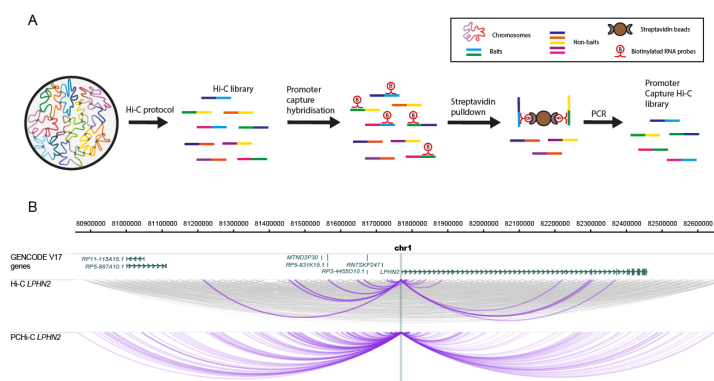 A
Chromosomes
Streptavidin beads
Baits
Non-baits
Biotinylated RNA probes
Hi-C protocol
Hi-C library
Promoter
capture
hybridisation
B
B
B
B
Streptavidin
pulldown
PCR
Promoter
Capture Hi-C
library
B
80900000 81000000 81100000 81200000 81300000 81400000 81500000 81600000 81700000 81800000 81900000 82000000 82100000 82200000 82300000 82400000 82500000 82600000
chr1
GENCODE V17
genes
RP11-115A15.1
RP5-887A10.1
MTND2P30
RP5-831K15.1
RN7SKP247
RP3-445O10.1
LPHN2
Hi-C LPHN2
PCHi-C LPHN2